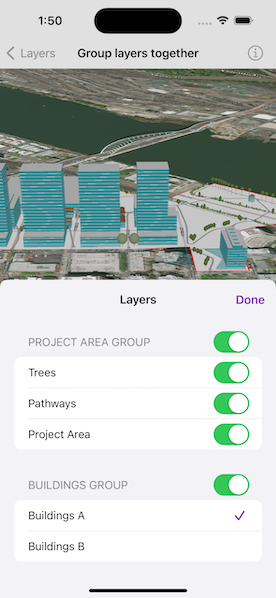 1:50
Layers
Group layers together
Layers
Done
PROJECT AREA GROUP
Trees
Pathways
Project Area
BUILDINGS GROUP
Buildings A
Buildings B